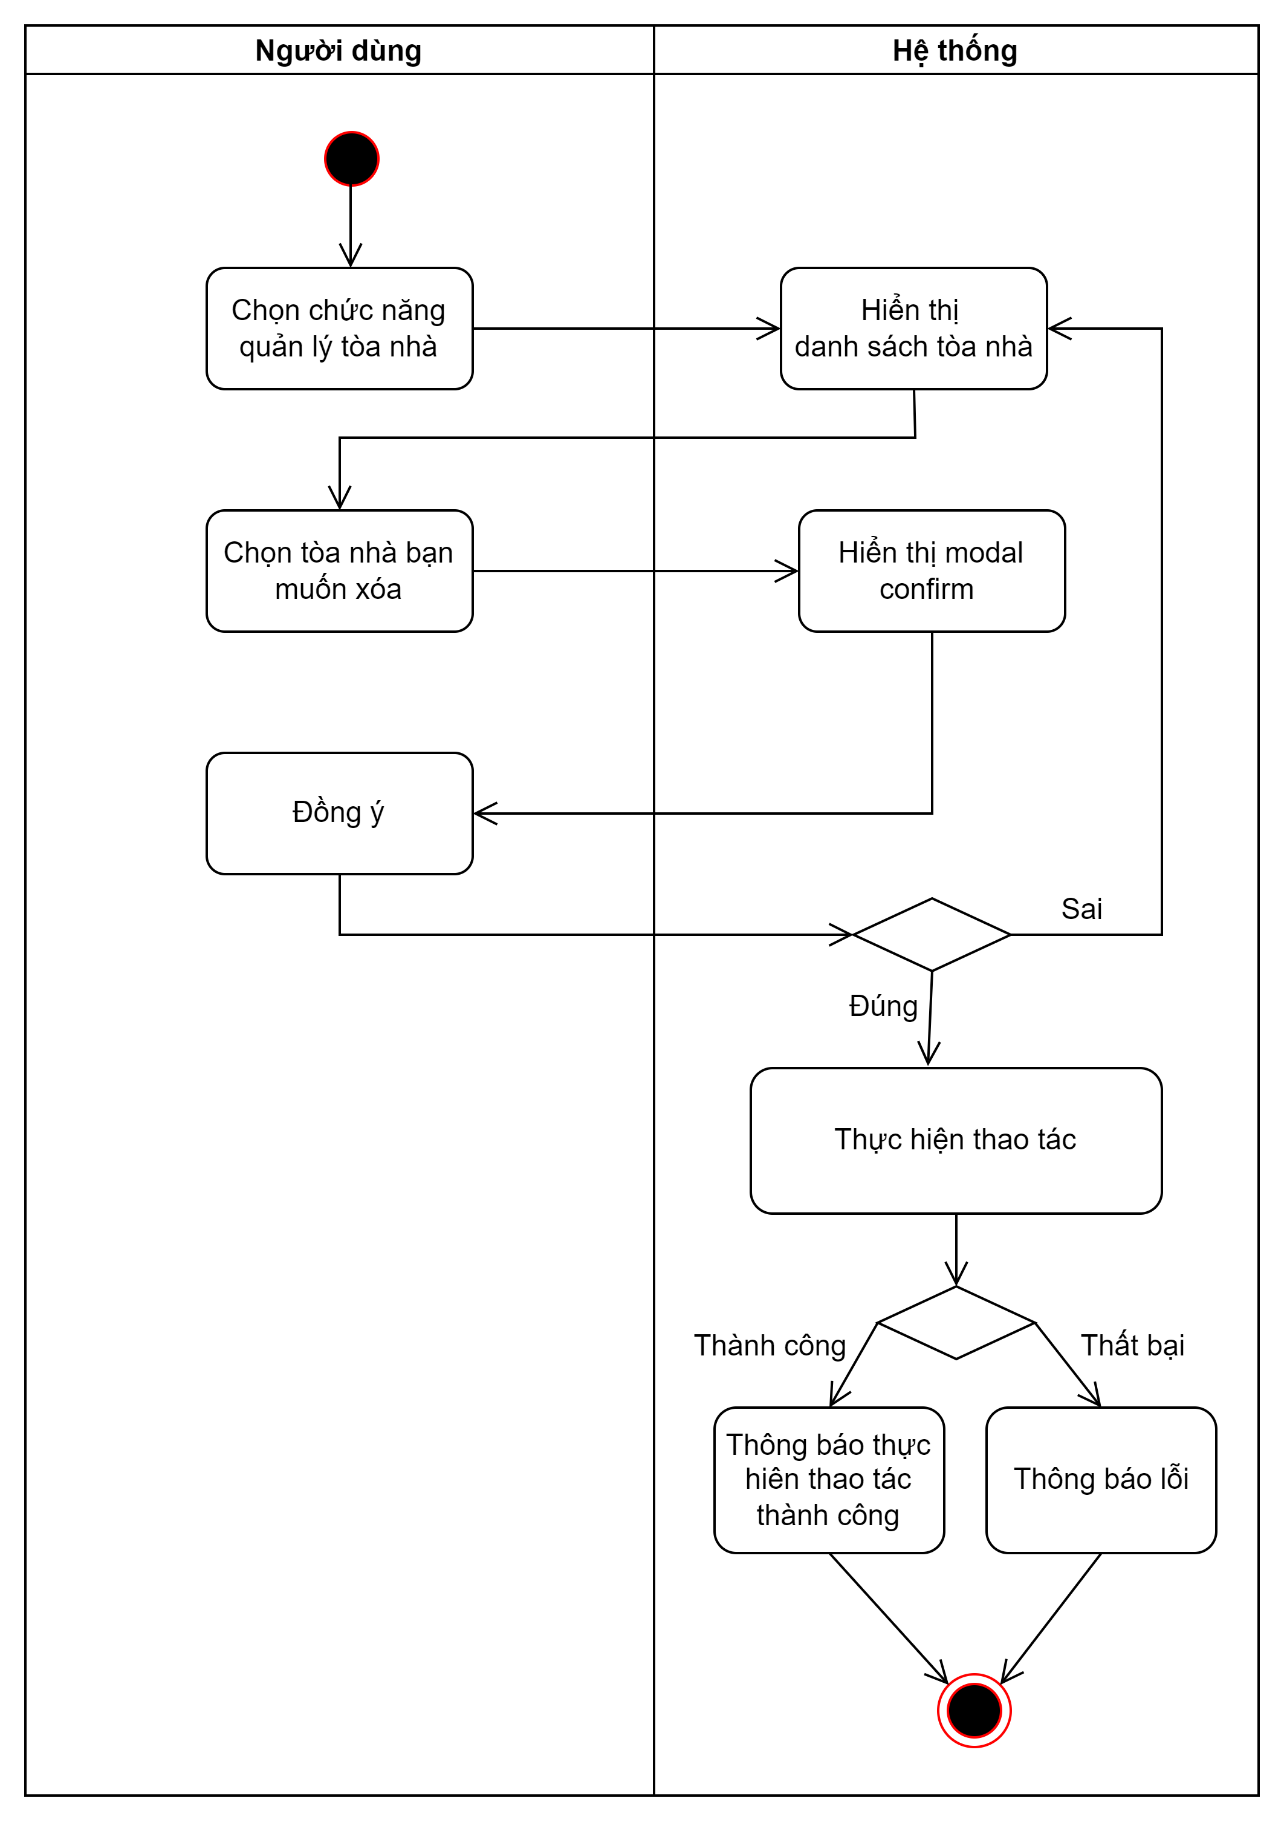 Người dùng
Hệ thống
Chọn chức năng
quản lý tòa nhà
Hiển thị
danh sách tòa nhà
Chọn tòa nhà bạn
muốn xóa
Hiển thị modal
confirm
Đồng ý
Sai
Đúng
Thực hiện thao tác
Thành công
Thất bại
Thông báo thực
hiên thao tác
thành công
Thông báo lỗi